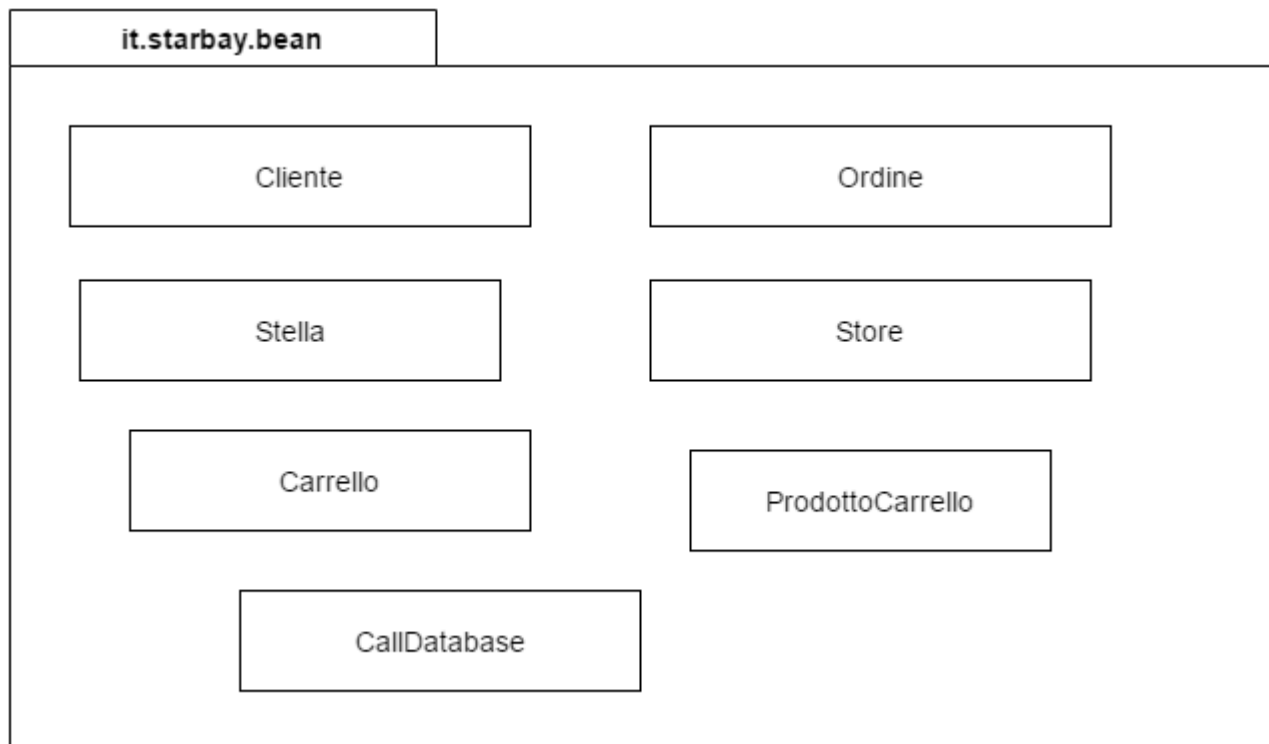 it.starbay.bean
Cliente
Ordine
Stella
Store
Carrello
ProdottoCarrello
CallDatabase